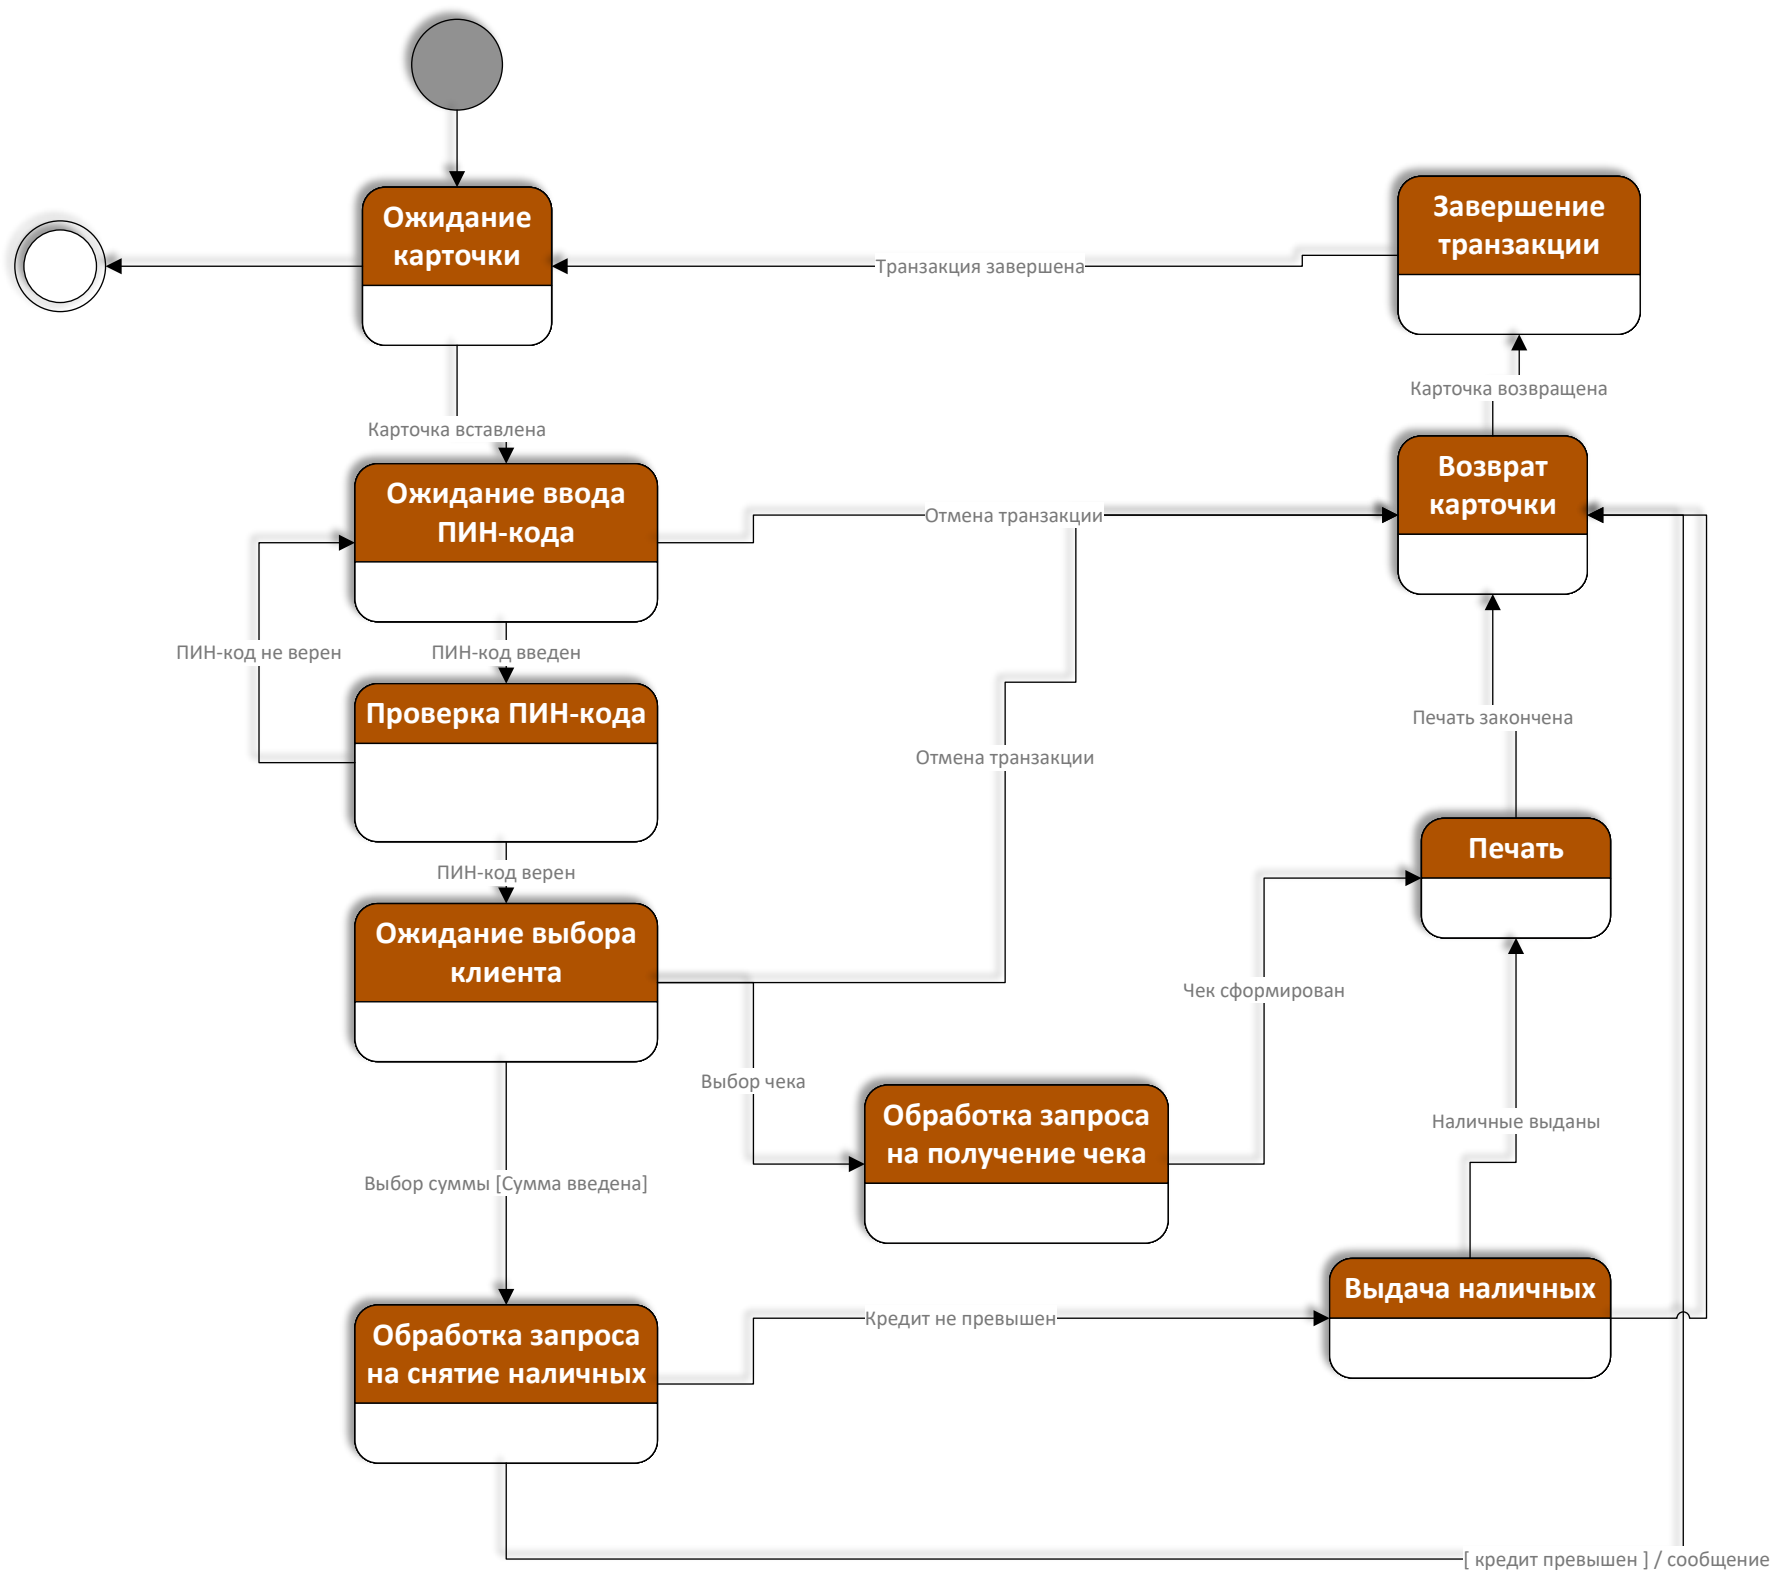 Ожидание
карточки
Завершение
транзакции
Транзакция завершена
Карточка возвращена
Карточка вставлена
Возврат
карточки
Ожидание ввода
ПИН-кода
Отмена транзакции
ПИН-код не верен
ПИН-код введен
Проверка ПИН-кода
Печать закончена
Отмена транзакции
Печать
ПИН-код верен
Ожидание выбора
клиента
Чек сформирован
Выбор чека
Обработка запроса
на получение чека
Наличные выданы
Выбор суммы [Сумма введена]
Выдача наличных
Кредит не превышен
Обработка запроса
на снятие наличных
[ кредит превышен ] / сообщение